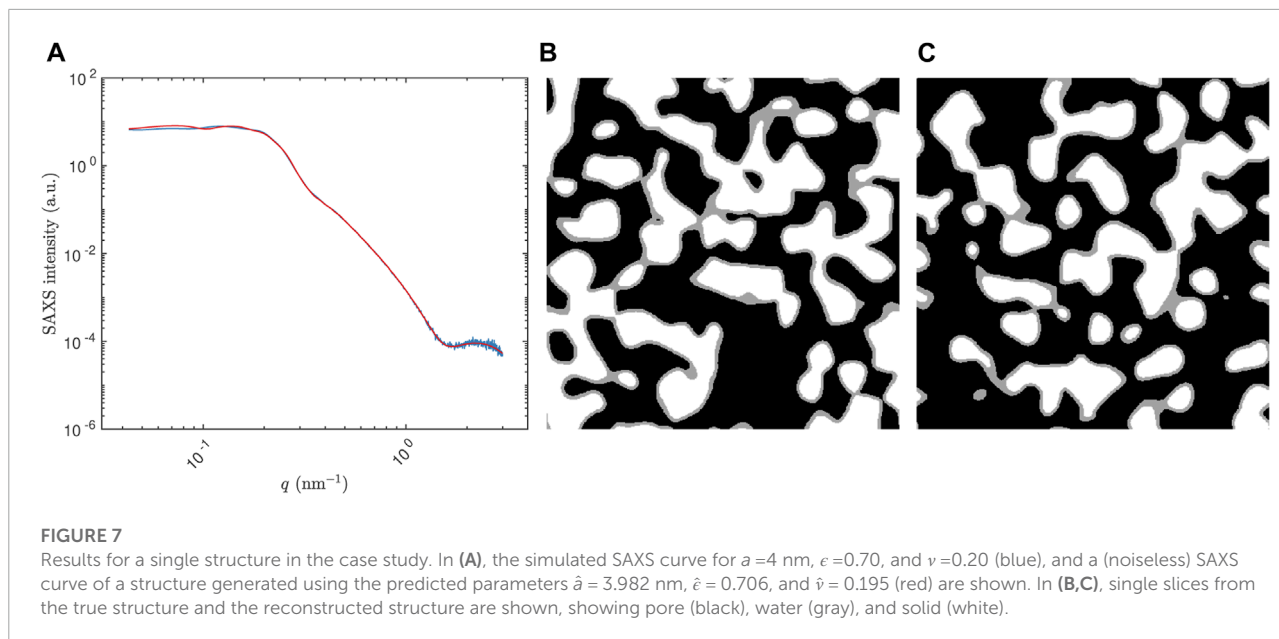 A
B
C
10^2
10^0
10^-2
10^-4
10^-6
SAXS intensity (a.u.)
10^-1
10^0
q (nm^-1)
FIGURE 7
Results for a single structure in the case study. In (A), the simulated SAXS curve for a =4 nm, ϵ =0.70, and ν =0.20 (blue), and a (noiseless) SAXS
curve of a structure generated using the predicted parameters â = 3.982 nm, ϵ̂ = 0.706, and ν̂ = 0.195 (red) are shown. In (B,C), single slices from
the true structure and the reconstructed structure are shown, showing pore (black), water (gray), and solid (white).